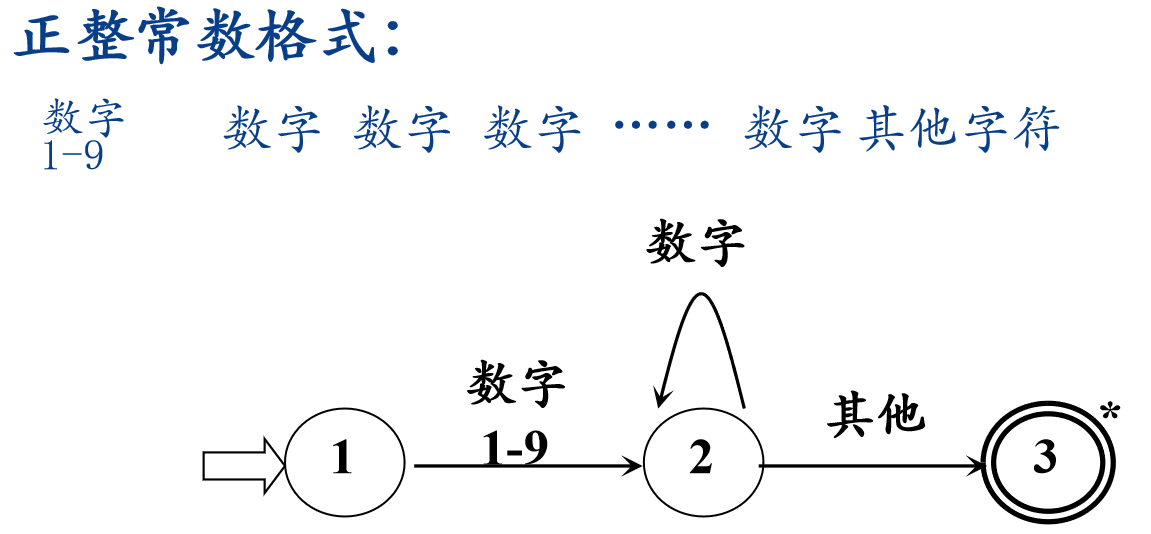 正整常数格式:
数字 数字 数字 数字 …… 数字 其他字符
1-9
数字
数字
1-9
其他
1
2
3
*